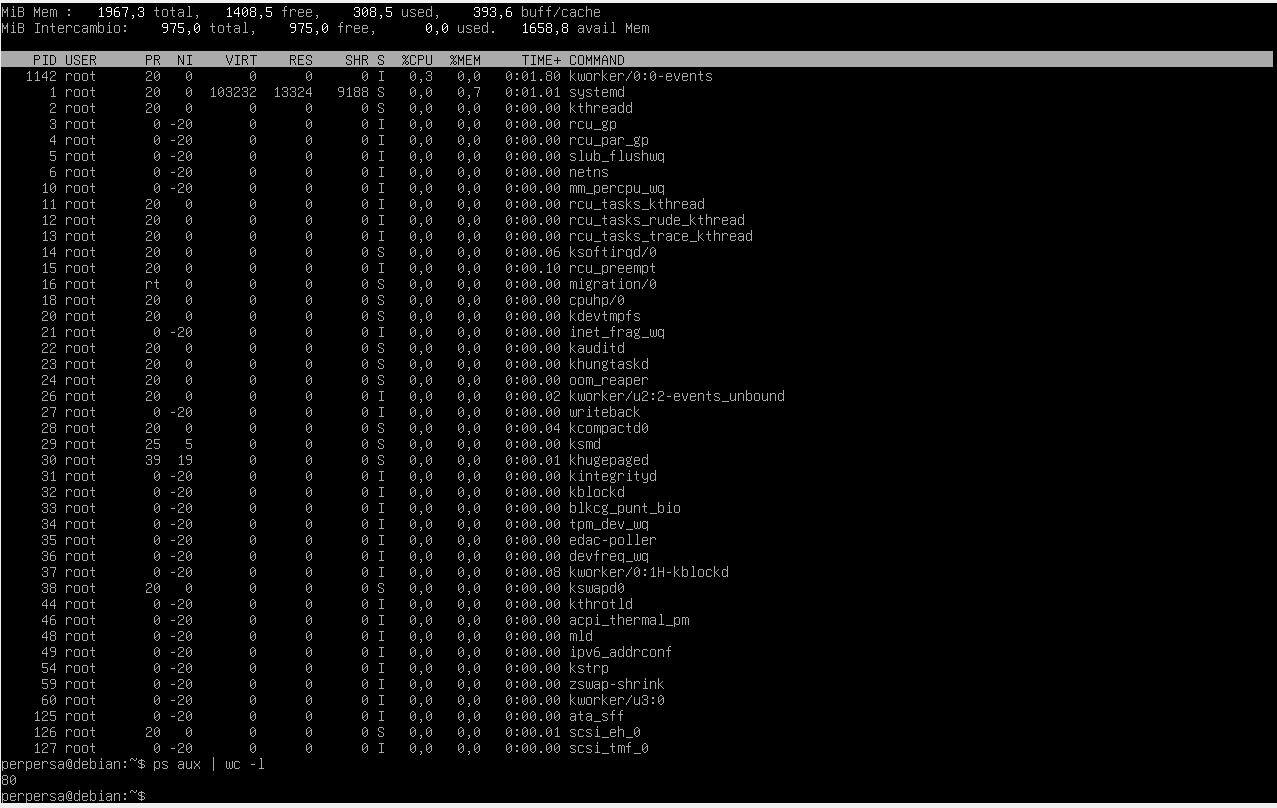 MiB Mem :   1967,3 total,   1408,5 free,    308,5 used,    393,6 buff/cache
MiB Intercambio:    975,0 total,    975,0 free,      0,0 used.   1658,8 avail Mem
    PID USER      PR  NI    VIRT    RES    SHR S  %CPU  %MEM     TIME+ COMMAND
   1142 root      20   0       0      0      0 I   0,3   0,0   0:01.80 kworker/0:0-events
      1 root      20   0  103232  13324   9188 S   0,0   0,7   0:01.01 systemd
      2 root      20   0       0      0      0 S   0,0   0,0   0:00.00 kthreadd
      3 root       0 -20       0      0      0 I   0,0   0,0   0:00.00 rcu_gp
      4 root       0 -20       0      0      0 I   0,0   0,0   0:00.00 rcu_par_gp
      5 root       0 -20       0      0      0 I   0,0   0,0   0:00.00 slub_flushwq
      6 root       0 -20       0      0      0 I   0,0   0,0   0:00.00 netns
     10 root       0 -20       0      0      0 I   0,0   0,0   0:00.00 mm_percpu_wq
     11 root      20   0       0      0      0 I   0,0   0,0   0:00.00 rcu_tasks_kthread
     12 root      20   0       0      0      0 I   0,0   0,0   0:00.00 rcu_tasks_rude_kthread
     13 root      20   0       0      0      0 I   0,0   0,0   0:00.00 rcu_tasks_trace_kthread
     14 root      20   0       0      0      0 S   0,0   0,0   0:00.06 ksoftirqd/0
     15 root      20   0       0      0      0 I   0,0   0,0   0:00.10 rcu_preempt
     16 root      rt   0       0      0      0 S   0,0   0,0   0:00.00 migration/0
     18 root      20   0       0      0      0 S   0,0   0,0   0:00.00 cpuhp/0
     20 root      20   0       0      0      0 S   0,0   0,0   0:00.00 kdevtmpfs
     21 root       0 -20       0      0      0 I   0,0   0,0   0:00.00 inet_frag_wq
     22 root      20   0       0      0      0 S   0,0   0,0   0:00.00 kauditd
     23 root      20   0       0      0      0 S   0,0   0,0   0:00.00 khungtaskd
     24 root      20   0       0      0      0 S   0,0   0,0   0:00.00 oom_reaper
     26 root      20   0       0      0      0 I   0,0   0,0   0:00.02 kworker/u2:2-events_unbound
     27 root       0 -20       0      0      0 I   0,0   0,0   0:00.00 writeback
     28 root      20   0       0      0      0 S   0,0   0,0   0:00.04 kcompactd0
     29 root      25   5       0      0      0 S   0,0   0,0   0:00.00 ksmd
     30 root      39  19       0      0      0 S   0,0   0,0   0:00.01 khugepaged
     31 root       0 -20       0      0      0 I   0,0   0,0   0:00.00 kintegrityd
     32 root       0 -20       0      0      0 I   0,0   0,0   0:00.00 kblockd
     33 root       0 -20       0      0      0 I   0,0   0,0   0:00.00 blkcg_punt_bio
     34 root       0 -20       0      0      0 I   0,0   0,0   0:00.00 tpm_dev_wq
     35 root       0 -20       0      0      0 I   0,0   0,0   0:00.00 edac-poller
     36 root       0 -20       0      0      0 I   0,0   0,0   0:00.00 devfreq_wq
     37 root       0 -20       0      0      0 I   0,0   0,0   0:00.08 kworker/0:1H-kblockd
     38 root      20   0       0      0      0 S   0,0   0,0   0:00.00 kswapd0
     44 root       0 -20       0      0      0 I   0,0   0,0   0:00.00 kthrotld
     46 root       0 -20       0      0      0 I   0,0   0,0   0:00.00 acpi_thermal_pm
     48 root       0 -20       0      0      0 I   0,0   0,0   0:00.00 mld
     49 root       0 -20       0      0      0 I   0,0   0,0   0:00.00 ipv6_addrconf
     54 root       0 -20       0      0      0 I   0,0   0,0   0:00.00 kstrp
     59 root       0 -20       0      0      0 I   0,0   0,0   0:00.00 zswap-shrink
     60 root       0 -20       0      0      0 I   0,0   0,0   0:00.00 kworker/u3:0
    125 root       0 -20       0      0      0 I   0,0   0,0   0:00.00 ata_sff
    126 root      20   0       0      0      0 S   0,0   0,0   0:00.01 scsi_eh_0
    127 root       0 -20       0      0      0 I   0,0   0,0   0:00.00 scsi_tmf_0
perpersa@debian:~$ ps aux | wc -l
80
perpersa@debian:~$